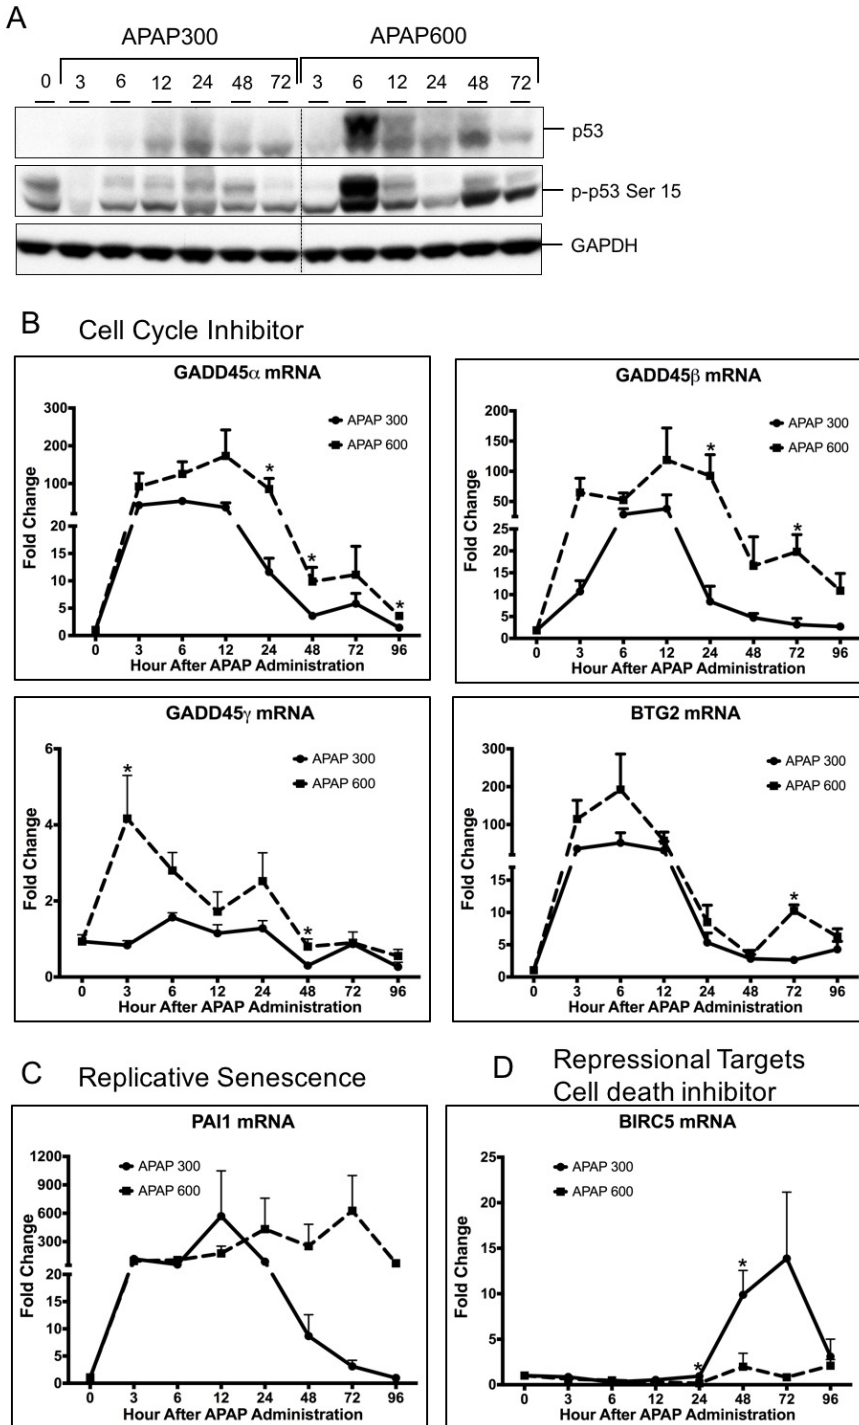 A
APAP300 APAP600
0 3 6 12 24 48 72 3 6 12 24 48 72
p53
p-p53 Ser 15
GAPDH
B Cell Cycle Inhibitor
GADD45α mRNA
Fold Change
300
200
100
20
15
10
5
0
APAP 300
APAP 600
*
*
*
0 3 6 12 24 48 72 96
Hour After APAP Administration
GADD45β mRNA
Fold Change
200
150
100
50
25
20
15
10
5
0
APAP 300
APAP 600
*
*
0 3 6 12 24 48 72 96
Hour After APAP Administration
GADD45γ mRNA
Fold Change
6
4
2
0
APAP 300
APAP 600
*
*
0 3 6 12 24 48 72 96
Hour After APAP Administration
BTG2 mRNA
Fold Change
300
200
100
15
10
5
0
APAP 300
APAP 600
*
0 3 6 12 24 48 72 96
Hour After APAP Administration
C Replicative Senescence
PAI1 mRNA
Fold Change
1200
900
600
300
20
15
10
5
0
APAP 300
APAP 600
0 3 6 12 24 48 72 96
Hour After APAP Administration
D Repressional Targets
Cell death inhibitor
BIRC5 mRNA
Fold Change
25
20
15
10
5
0
APAP 300
APAP 600
*
*
0 3 6 12 24 48 72 96
Hour After APAP Administration